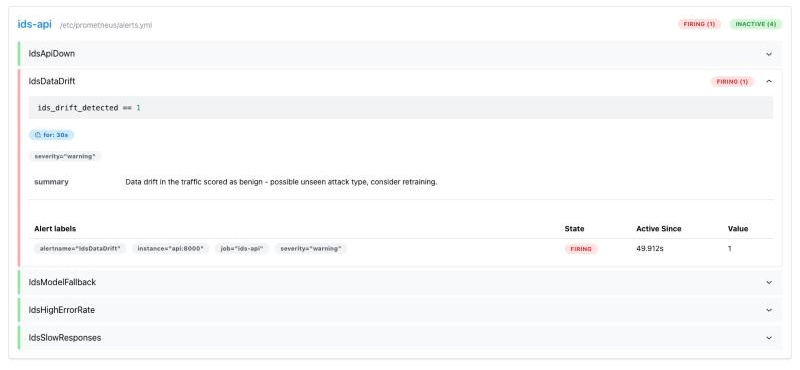 ids-api /etc/prometheus/alerts.yml FIRING (1) INACTIVE (4)
IdsApiDown
IdsDataDrift FIRING (1)
ids_drift_detected == 1
for: 30s
severity="warning"
summary Data drift in the traffic scored as benign - possible unseen attack type, consider retraining.
Alert labels State Active Since Value
alertname="IdsDataDrift" instance="api:8000" job="ids-api" severity="warning" FIRING 49.912s 1
IdsModelFallback
IdsHighErrorRate
IdsSlowResponses